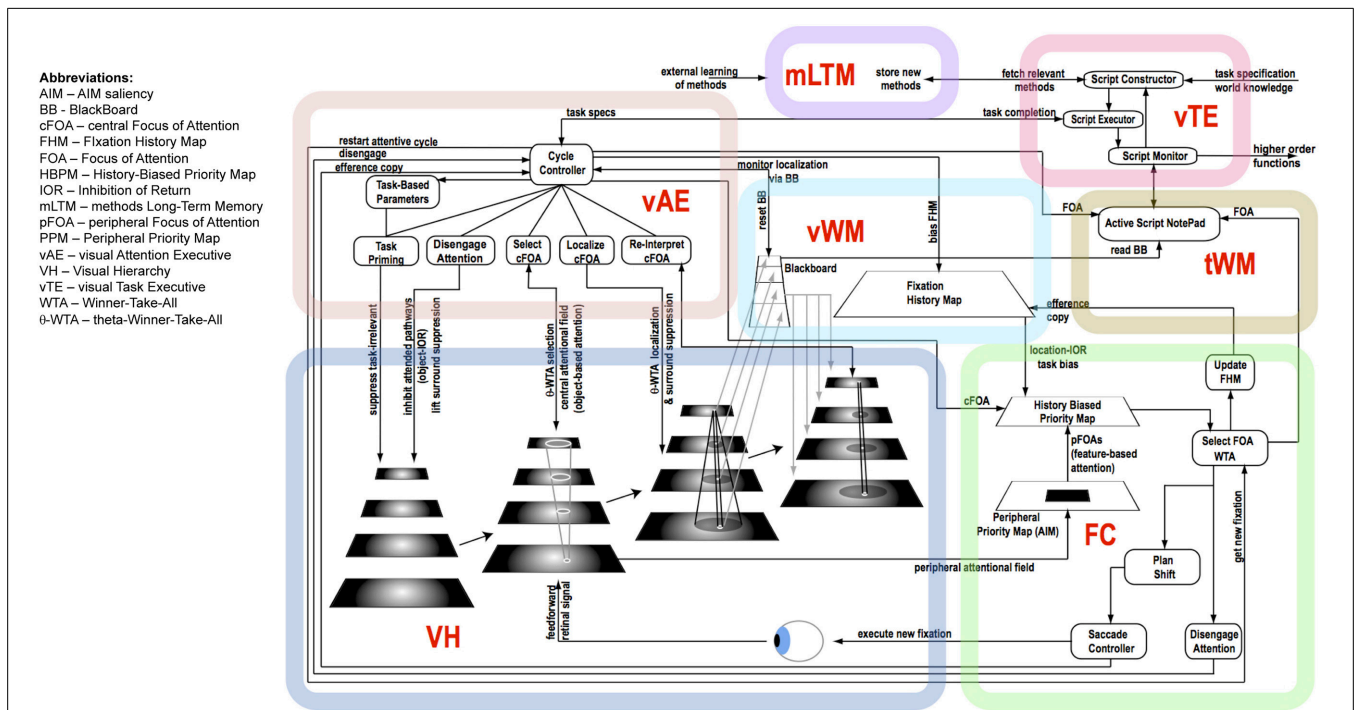 Abbreviations:
AIM – AIM saliency
BB - BlackBoard
cFOA – central Focus of Attention
FHM – FIxation History Map
FOA – Focus of Attention
HBPM – History-Biased Priority Map
IOR – Inhibition of Return
mLTM – methods Long-Term Memory
pFOA – peripheral Focus of Attention
PPM – Peripheral Priority Map
vAE – visual Attention Executive
VH – Visual Hierarchy
vTE – visual Task Executive
WTA – Winner-Take-All
θ-WTA – theta-Winner-Take-All
external learning
of methods
mLTM
store new
methods
fetch relevant
methods
Script Constructor
task specification
world knowledge
vTE
task specs
task completion
Script Executor
Script Monitor
higher order
functions
restart attentive cycle
disengage
efference copy
Cycle
Controller
monitor localization
via BB
Task-Based
Parameters
vAE
reset BB
vWM
bias FHM
FOA
Active Script NotePad
FOA
read BB
tWM
Task
Priming
Disengage
Attention
Select
cFOA
Localize
cFOA
Re-Interpret
cFOA
Blackboard
Fixation
History Map
efference
copy
suppress task-irrelevant
inhibit attended pathways
(object-IOR)
lift surround suppression
θ-WTA selection
central attentional field
(object-based attention)
θ-WTA localization
& surround suppression
location-IOR
task bias
Update
FHM
cFOA
History Biased
Priority Map
Select FOA
WTA
pFOAs
(feature-based
attention)
Peripheral
Priority Map (AIM)
FC
get new fixation
peripheral attentional field
Plan
Shift
VH
feedforward
retinal signal
execute new fixation
Saccade
Controller
Disengage
Attention